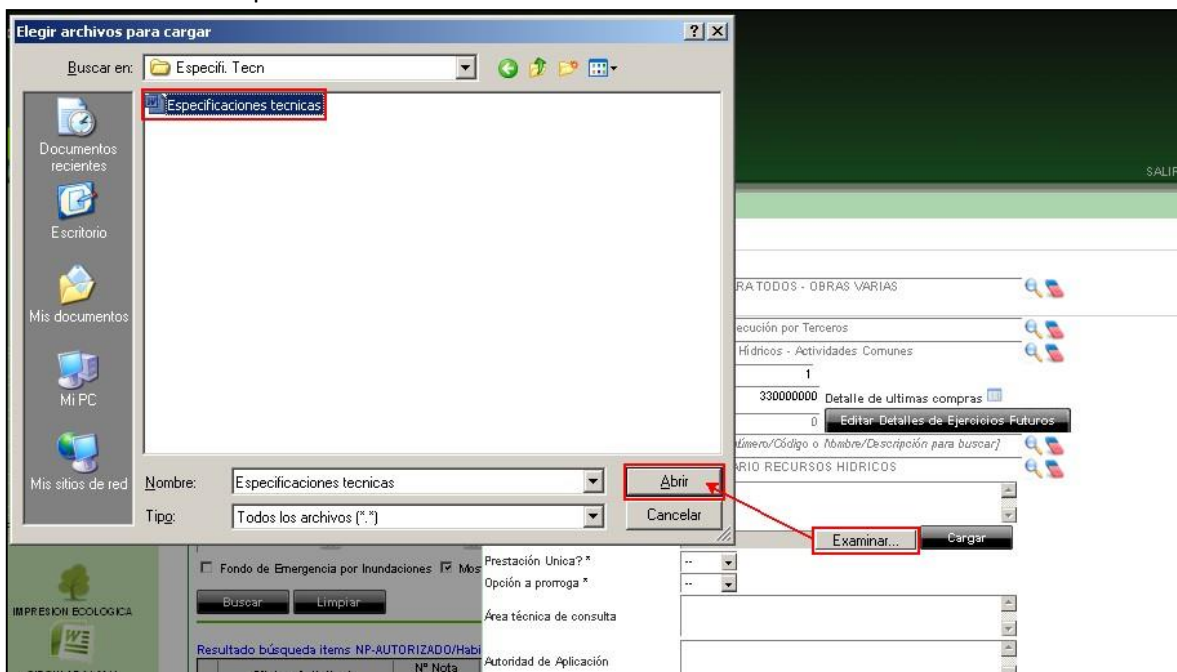 Elegir archivos para cargar
Buscar en:
Especifi. Tecn
Especificaciones tecnicas
Documentos
recientes
Escritorio
Mis documentos
Mi PC
Mis sitios de red
Nombre:
Especificaciones tecnicas
Abrir
Tipo:
Todos los archivos (*.*)
Cancelar
SALIR
RA TODOS - OBRAS VARIAS
ecución por Terceros
Hídricos - Actividades Comunes
1
330000000 Detalle de ultimas compras
0 Editar Detalles de Ejercicios Futuros
Número/Código o Nombre/Descripción para buscar]
ARIO RECURSOS HIDRICOS
Examinar... Cargar
Fondo de Emergencia por Inundaciones Mos
Prestación Unica? * --
Opción a prorroga * --
Buscar Limpiar
Área técnica de consulta
IMPRESION ECOLOGICA
Resultado búsqueda items NP-AUTORIZADO/Habi
Nº Nota
Autoridad de Aplicación